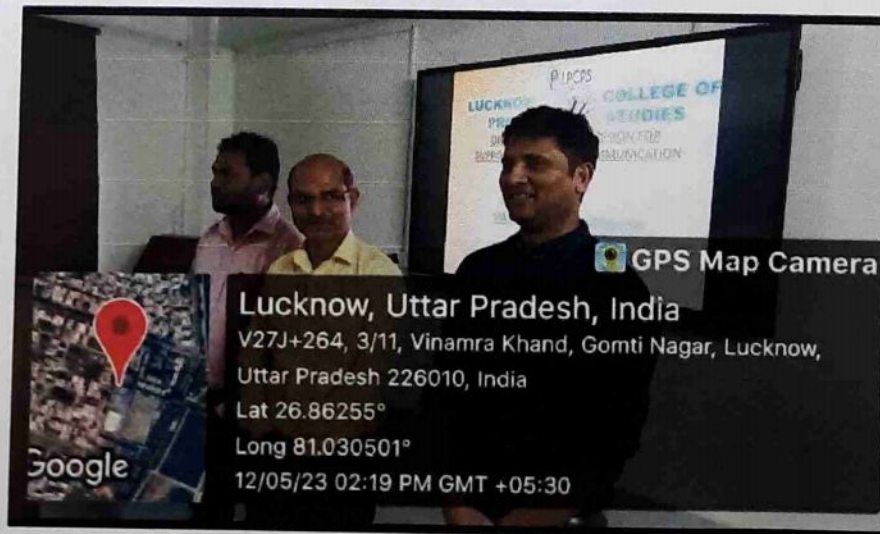 LPCPS
LUCKNOW COLLEGE OF
STUDIES
GPS Map Camera
Lucknow, Uttar Pradesh, India
V27J+264, 3/11, Vinamra Khand, Gomti Nagar, Lucknow,
Uttar Pradesh 226010, India
Lat 26.86255°
Long 81.030501°
Google
12/05/23 02:19 PM GMT +05:30